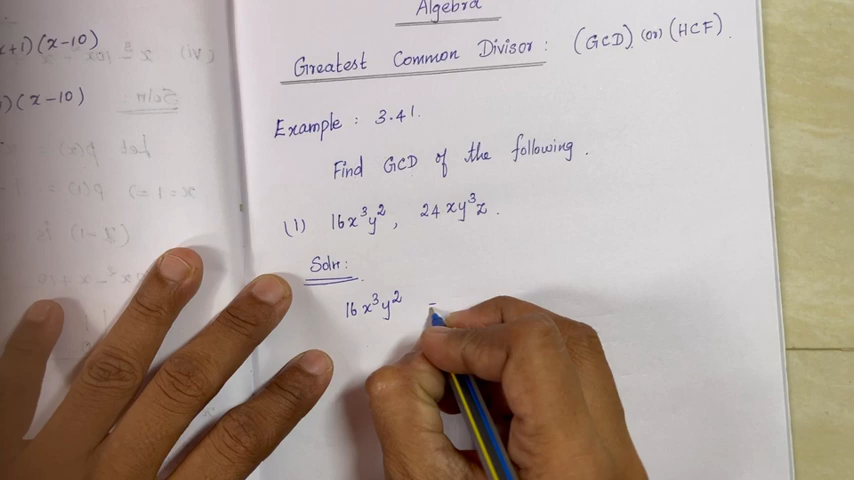 Algebra
Greatest Common Divisor : (GCD) (or) (HCF).
Example : 3.41.
Find GCD of the following.
(1) 16x³y², 24xy³z.
Soln:
16x³y² =
x+1)(x-10)
)(x-10)